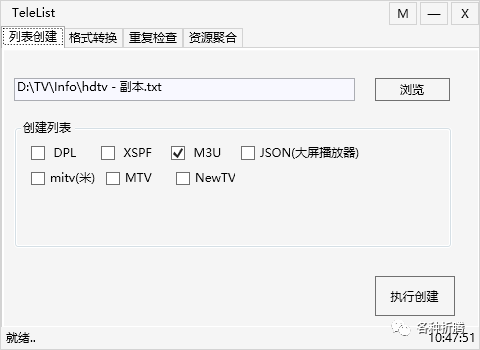 TeleList M — X
列表创建 格式转换 重复检查 资源聚合
D:\TV\Info\hdtv - 副本.txt 浏览
创建列表
DPL XSPF M3U JSON(大屏播放器)
mitv(米) MTV NewTV
执行创建
各种折腾
就绪.. 10:47:51